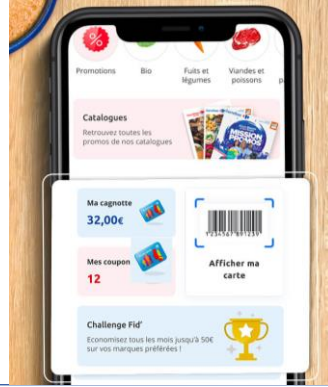 Promotions
Bio
Fuits et
légumes
Viandes et
poissons
Catalogues
Retrouvez toutes les
promos de nos catalogues
MISSION
PROMOS
Ma cagnotte
32,00€
Mes coupon
12
1234567891239
Afficher ma
carte
Challenge Fid'
Economisez tous les mois jusqu'à 50€
sur vos marques préférées !